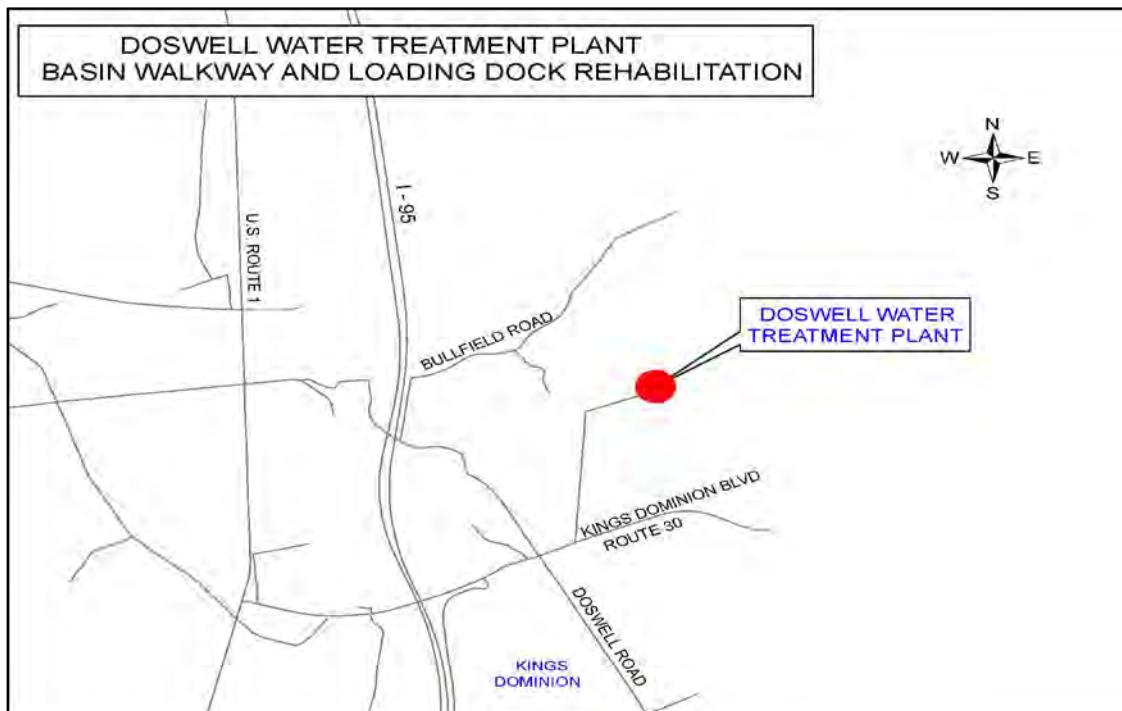 DOSWELL WATER TREATMENT PLANT
BASIN WALKWAY AND LOADING DOCK REHABILITATION
N
W E
S
I - 95
U.S. ROUTE 1
BULLFIELD ROAD
DOSWELL WATER
TREATMENT PLANT
KINGS DOMINION BLVD
ROUTE 30
DOSWELL ROAD
KINGS
DOMINION